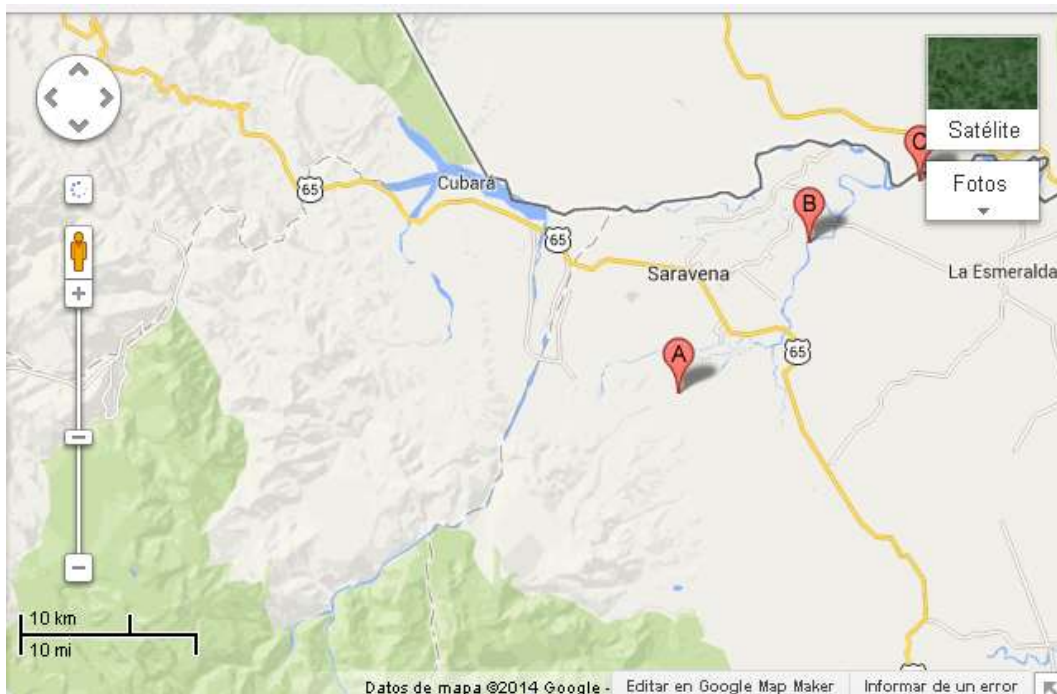 Satélite
C
Fotos
65
Cubará
B
65
Saravena
La Esmeralda
A
65
10 km
10 mi
Datos de mapa ©2014 Google -
Editar en Google Map Maker
Informar de un error